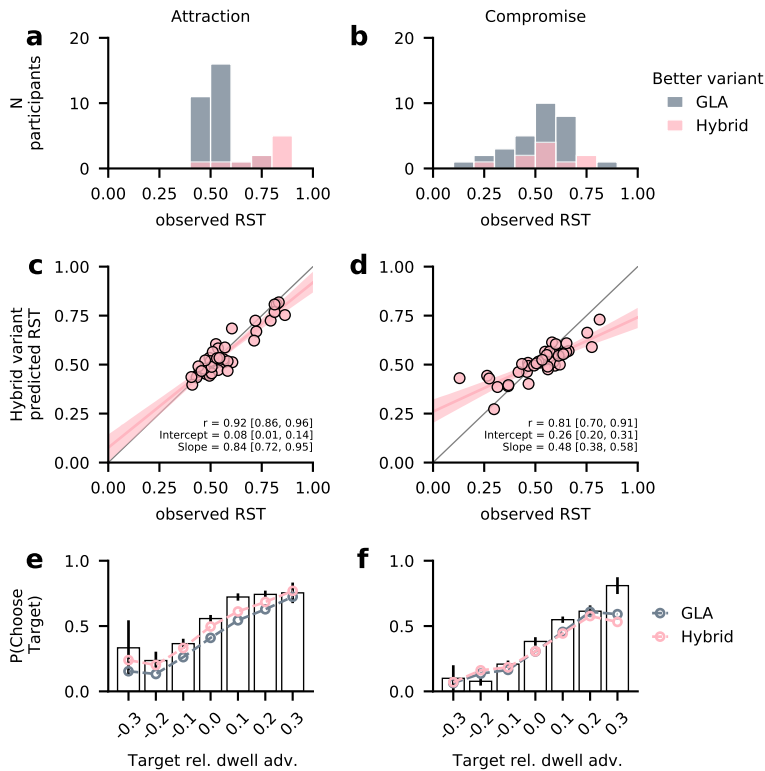 Attraction
Compromise
a
b
20
10
0
N
participants
0.00 0.25 0.50 0.75 1.00
observed RST
20
10
0
0.00 0.25 0.50 0.75 1.00
observed RST
Better variant
GLA
Hybrid
c
d
1.00
0.75
0.50
0.25
0.00
Hybrid variant
predicted RST
r = 0.92 [0.86, 0.96]
Intercept = 0.08 [0.01, 0.14]
Slope = 0.84 [0.72, 0.95]
0.00 0.25 0.50 0.75 1.00
observed RST
1.00
0.75
0.50
0.25
0.00
r = 0.81 [0.70, 0.91]
Intercept = 0.26 [0.20, 0.31]
Slope = 0.48 [0.38, 0.58]
0.00 0.25 0.50 0.75 1.00
observed RST
e
f
1.0
0.5
0.0
P(Choose
Target)
-0.3 -0.2 -0.1 0.0 0.1 0.2 0.3
Target rel. dwell adv.
1.0
0.5
0.0
-0.3 -0.2 -0.1 0.0 0.1 0.2 0.3
Target rel. dwell adv.
GLA
Hybrid